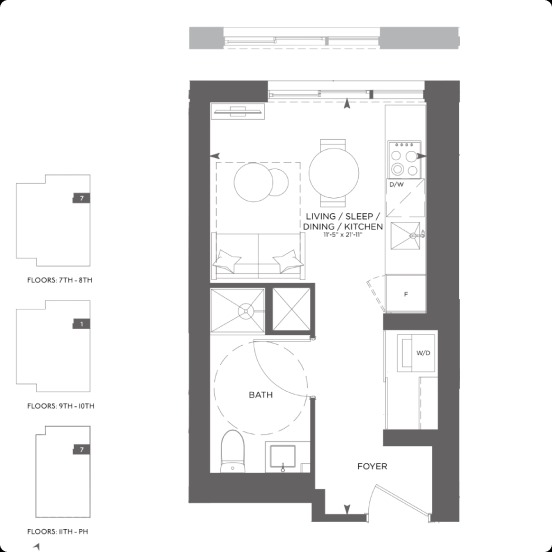 7
FLOORS: 7TH - 8TH
1
FLOORS: 9TH - 10TH
7
FLOORS: 11TH - PH
D/W
LIVING / SLEEP /
DINING / KITCHEN
11'-5" x 21'-11"
F
W/D
BATH
FOYER